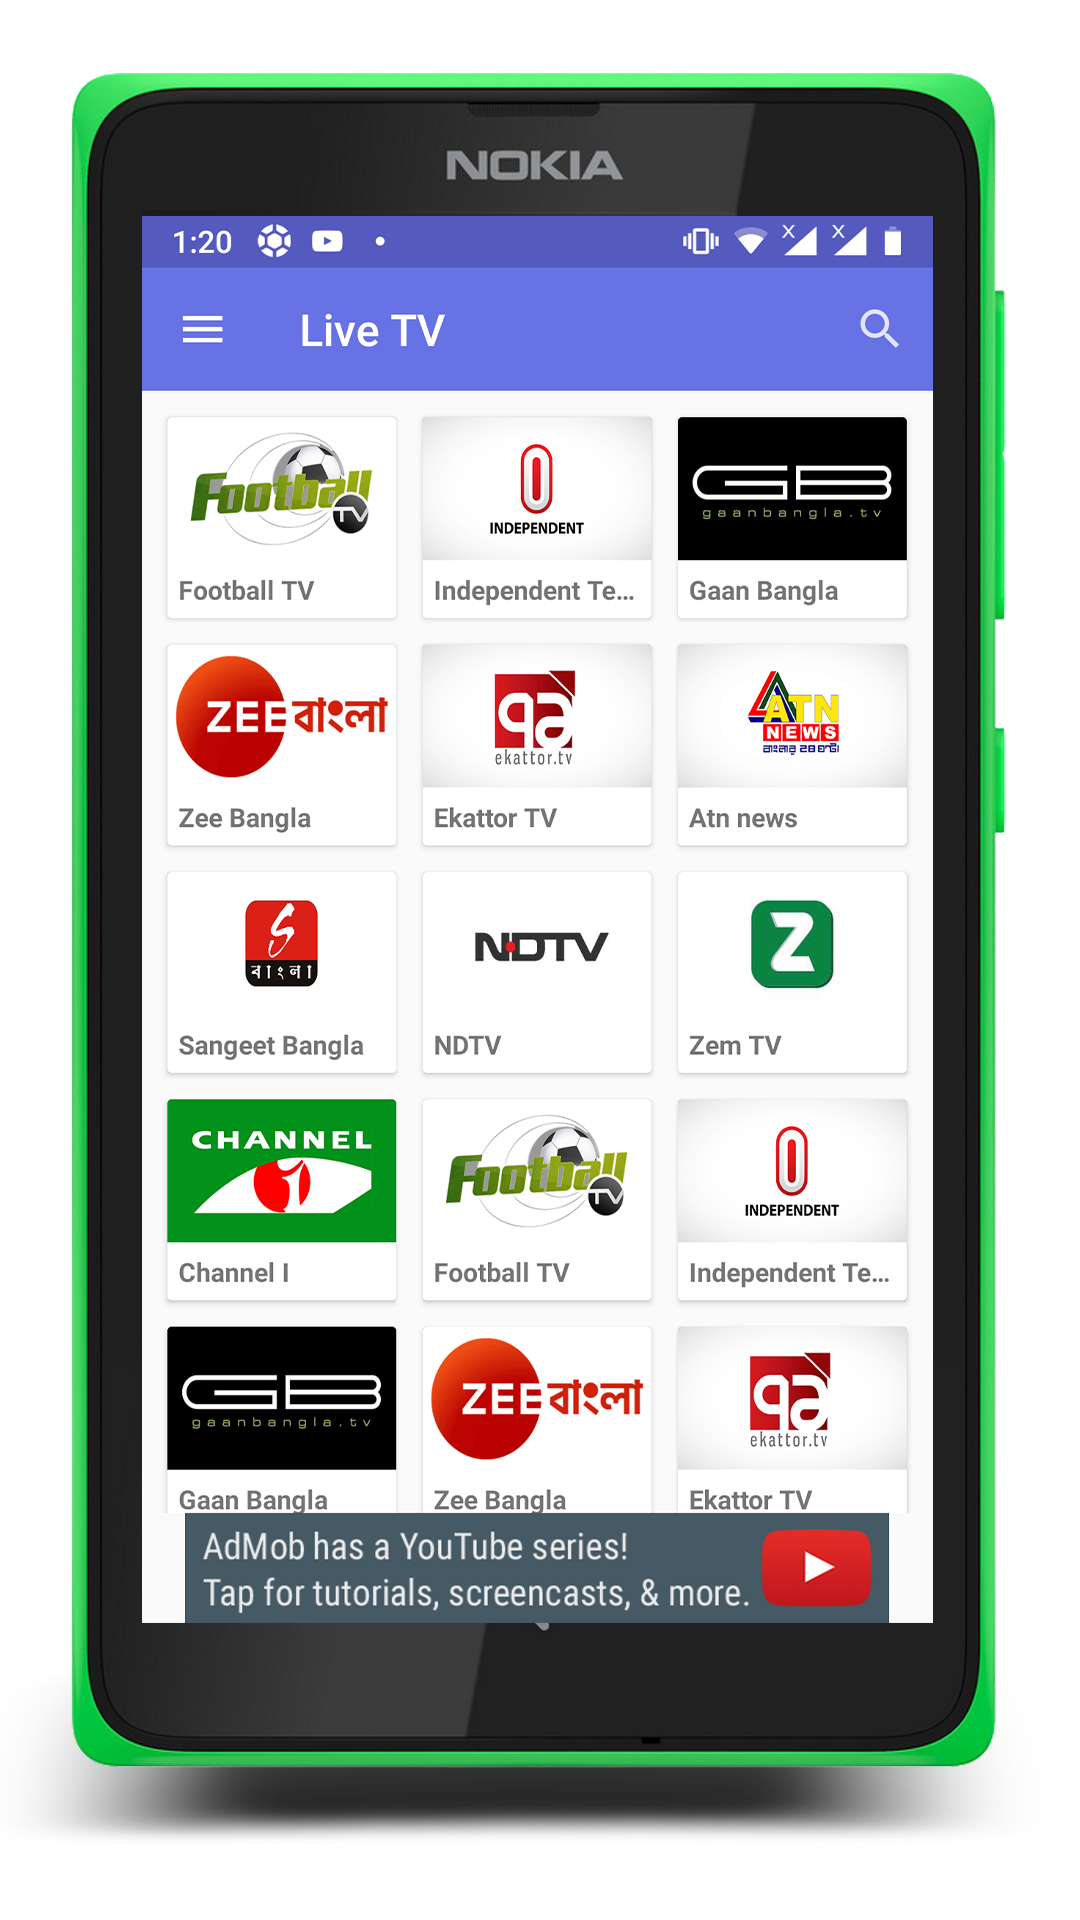 NOKIA
1:20
Live TV
Football
TV
INDEPENDENT
GB
gaanbangla.tv
Football TV
Independent Te...
Gaan Bangla
ZEE বাংলা
ekattor.tv
ATN
NEWS
বাংলার ২৪ ঘন্টা
Zee Bangla
Ekattor TV
Atn news
S
বাংলা
NDTV
Z
Sangeet Bangla
NDTV
Zem TV
CHANNEL
i
Football
TV
INDEPENDENT
Channel I
Football TV
Independent Te...
GB
gaanbangla.tv
ZEE বাংলা
ekattor.tv
Gaan Bangla
Zee Bangla
Ekattor TV
AdMob has a YouTube series!
Tap for tutorials, screencasts, & more.